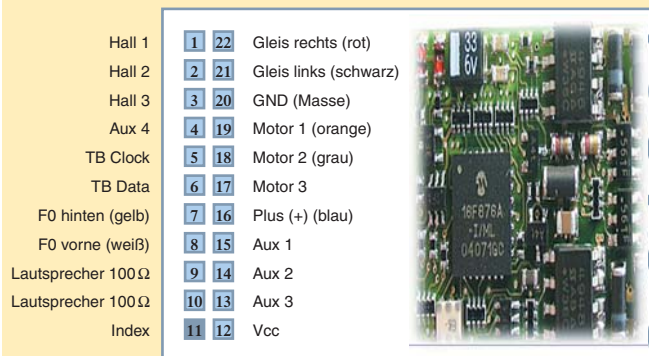 Hall 1 1 22 Gleis rechts (rot)
Hall 2 2 21 Gleis links (schwarz)
Hall 3 3 20 GND (Masse)
Aux 4 4 19 Motor 1 (orange)
TB Clock 5 18 Motor 2 (grau)
TB Data 6 17 Motor 3
F0 hinten (gelb) 7 16 Plus (+) (blau)
F0 vorne (weiß) 8 15 Aux 1
Lautsprecher 100 Ω 9 14 Aux 2
Lautsprecher 100 Ω 10 13 Aux 3
Index 11 12 Vcc
33
6V
16F876A
-I/ML
04071GC